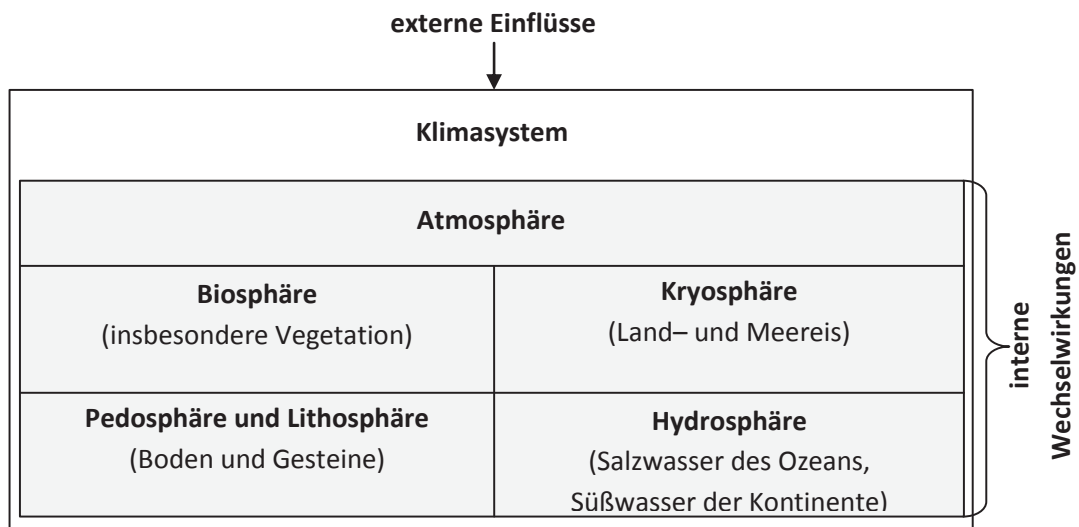 externe Einflüsse
Klimasystem
Atmosphäre
Biosphäre
(insbesondere Vegetation)
Kryosphäre
(Land– und Meereis)
Pedosphäre und Lithosphäre
(Boden und Gesteine)
Hydrosphäre
(Salzwasser des Ozeans,
Süßwasser der Kontinente)
interne
Wechselwirkungen